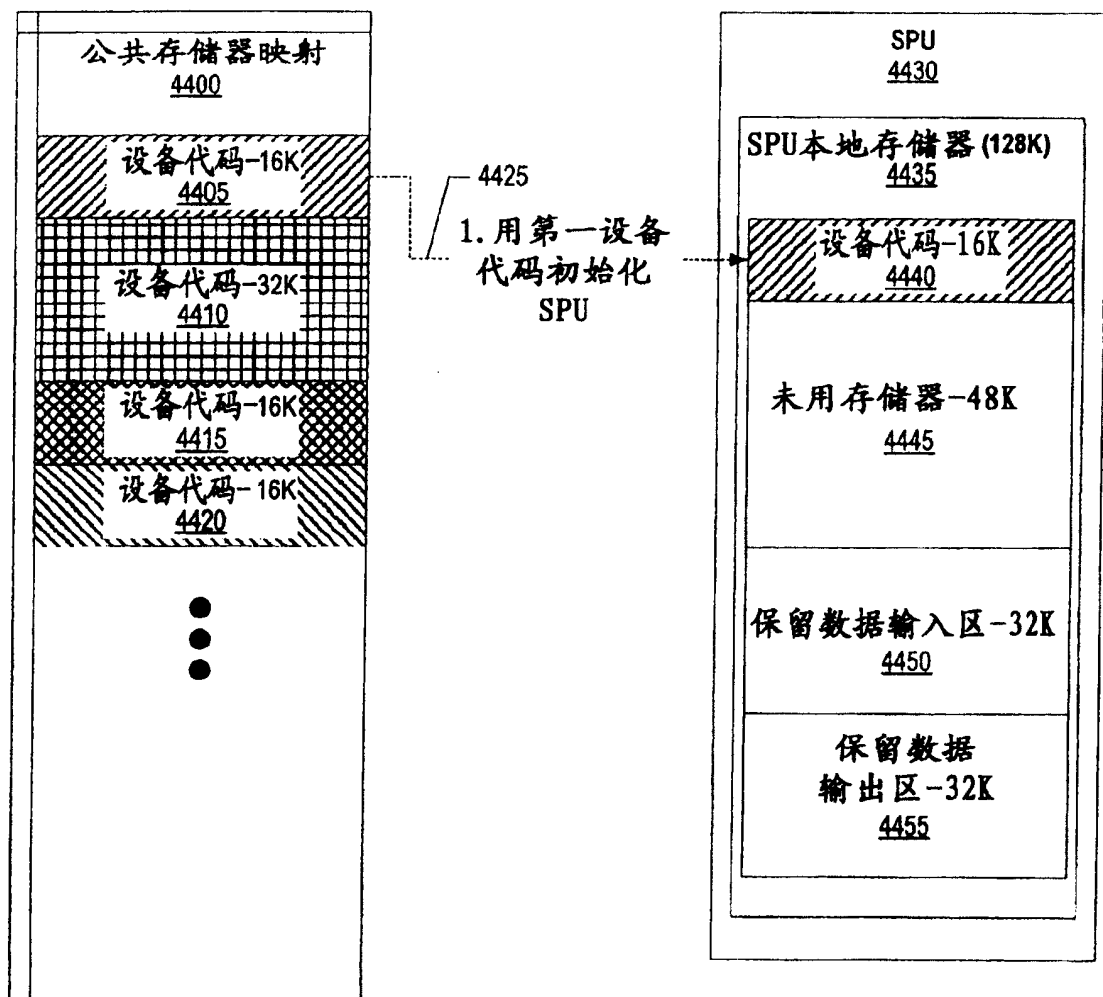 公共存储器映射
4400
设备代码-16K
4405
设备代码-32K
4410
设备代码-16K
4415
设备代码-16K
4420
4425
1.用第一设备
代码初始化
SPU
SPU
4430
SPU本地存储器(128K)
4435
设备代码-16K
4440
未用存储器-48K
4445
保留数据输入区-32K
4450
保留数据
输出区-32K
4455